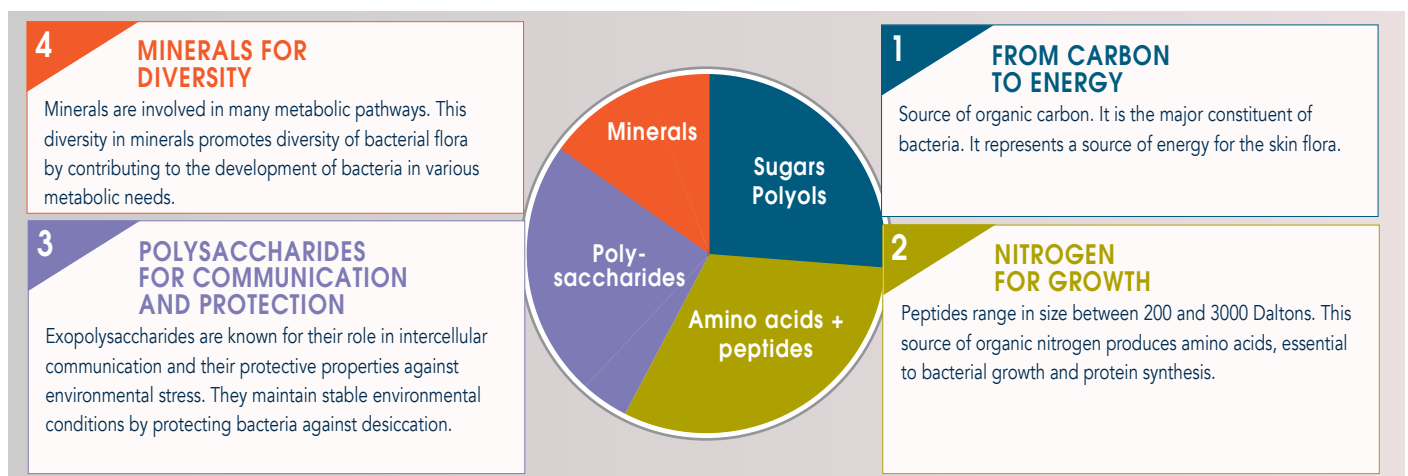 4
MINERALS FOR
DIVERSITY
Minerals are involved in many metabolic pathways. This
diversity in minerals promotes diversity of bacterial flora
by contributing to the development of bacteria in various
metabolic needs.
3
POLYSACCHARIDES
FOR COMMUNICATION
AND PROTECTION
Exopolysaccharides are known for their role in intercellular
communication and their protective properties against
environmental stress. They maintain stable environmental
conditions by protecting bacteria against desiccation.
Minerals
Sugars
Polyols
Poly-
saccharides
Amino acids +
peptides
1
FROM CARBON
TO ENERGY
Source of organic carbon. It is the major constituent of
bacteria. It represents a source of energy for the skin flora.
2
NITROGEN
FOR GROWTH
Peptides range in size between 200 and 3000 Daltons. This
source of organic nitrogen produces amino acids, essential
to bacterial growth and protein synthesis.